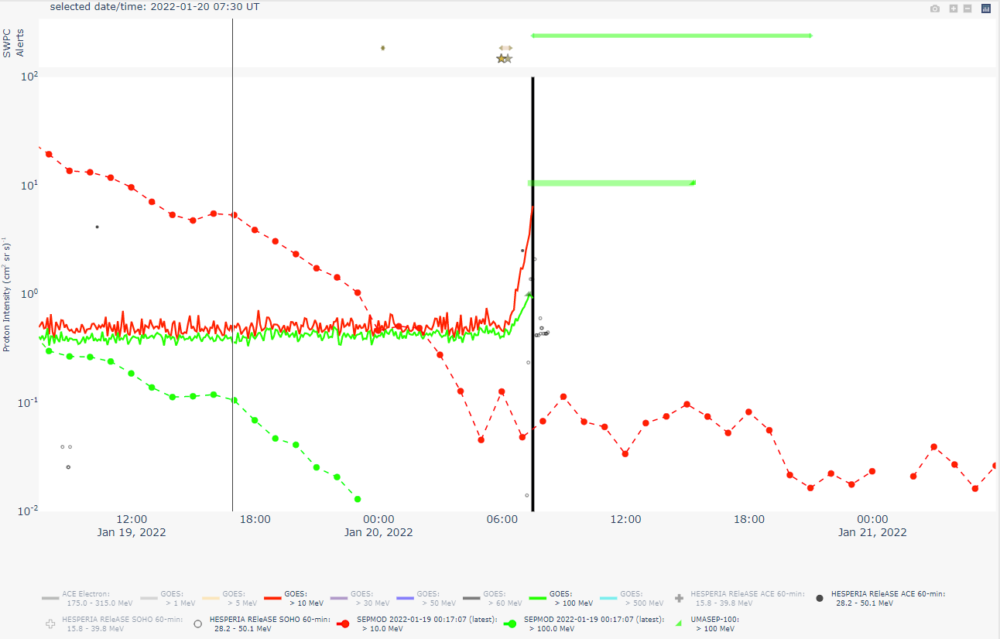 selected date/time: 2022-01-20 07:30 UT
SWPC
Alerts
10²
10¹
10⁰
10⁻¹
10⁻²
Proton Intensity (cm² sr s)⁻¹
12:00
Jan 19, 2022
18:00
00:00
Jan 20, 2022
06:00
12:00
18:00
00:00
Jan 21, 2022
ACE Electron:
175.0 - 315.0 MeV
GOES:
> 1 MeV
GOES:
> 5 MeV
GOES:
> 10 MeV
GOES:
> 30 MeV
GOES:
> 50 MeV
GOES:
> 60 MeV
GOES:
> 100 MeV
GOES:
> 500 MeV
HESPERIA REleASE ACE 60-min:
15.8 - 39.8 MeV
HESPERIA REleASE ACE 60-min:
28.2 - 50.1 MeV
HESPERIA REleASE SOHO 60-min:
15.8 - 39.8 MeV
HESPERIA REleASE SOHO 60-min:
28.2 - 50.1 MeV
SEPMOD 2022-01-19 00:17:07 (latest):
> 10.0 MeV
SEPMOD 2022-01-19 00:17:07 (latest):
> 100.0 MeV
UMASEP-100:
> 100 MeV